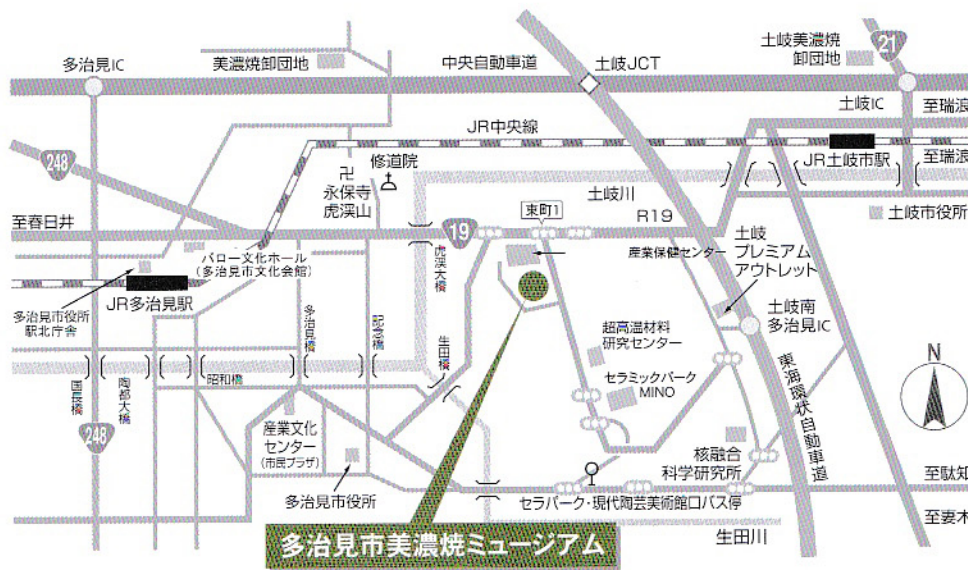 21
土岐美濃焼
卸団地
多治見IC
美濃焼卸団地
中央自動車道
土岐JCT
土岐IC
至瑞浪
JR中央線
248
修道院
卍
永保寺
虎渓山
JR土岐市駅
至瑞浪
土岐川
東町1
R19
土岐市役所
至春日井
19
虎渓大橋
バロー文化ホール
(多治見市文化会館)
産業保健センター
土岐
プレミアム
アウトレット
JR多治見駅
多治見市役所
駅北庁舎
多治見橋
記念橋
生田橋
土岐南
多治見IC
超高温材料
研究センター
N
国長橋
陶都大橋
昭和橋
セラミックパーク
MINO
東海環状自動車道
248
産業文化
センター
(市民プラザ)
核融合
科学研究所
至駄知
多治見市役所
セラパーク・現代陶芸美術館口バス停
至妻木
生田川
多治見市美濃焼ミュージアム